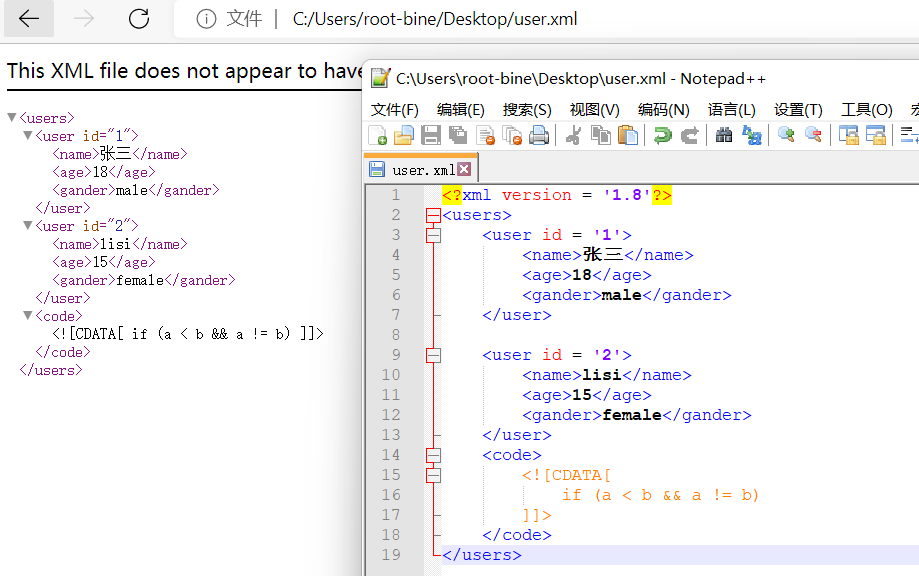 文件 C:/Users/root-bine/Desktop/user.xml
This XML file does not appear to have
<users>
<user id="1">
<name>张三</name>
<age>18</age>
<gander>male</gander>
</user>
<user id="2">
<name>lisi</name>
<age>15</age>
<gander>female</gander>
</user>
<code>
<![CDATA[ if (a < b && a != b) ]]>
</code>
</users>
C:\Users\root-bine\Desktop\user.xml - Notepad++
文件(F) 编辑(E) 搜索(S) 视图(V) 编码(N) 语言(L) 设置(T) 工具(O)
user.xml
1 <?xml version = '1.8'?>
2 <users>
3 <user id = '1'>
4 <name>张三</name>
5 <age>18</age>
6 <gander>male</gander>
7 </user>
8
9 <user id = '2'>
10 <name>lisi</name>
11 <age>15</age>
12 <gander>female</gander>
13 </user>
14 <code>
15 <![CDATA[
16 if (a < b && a != b)
17 ]]>
18 </code>
19 </users>